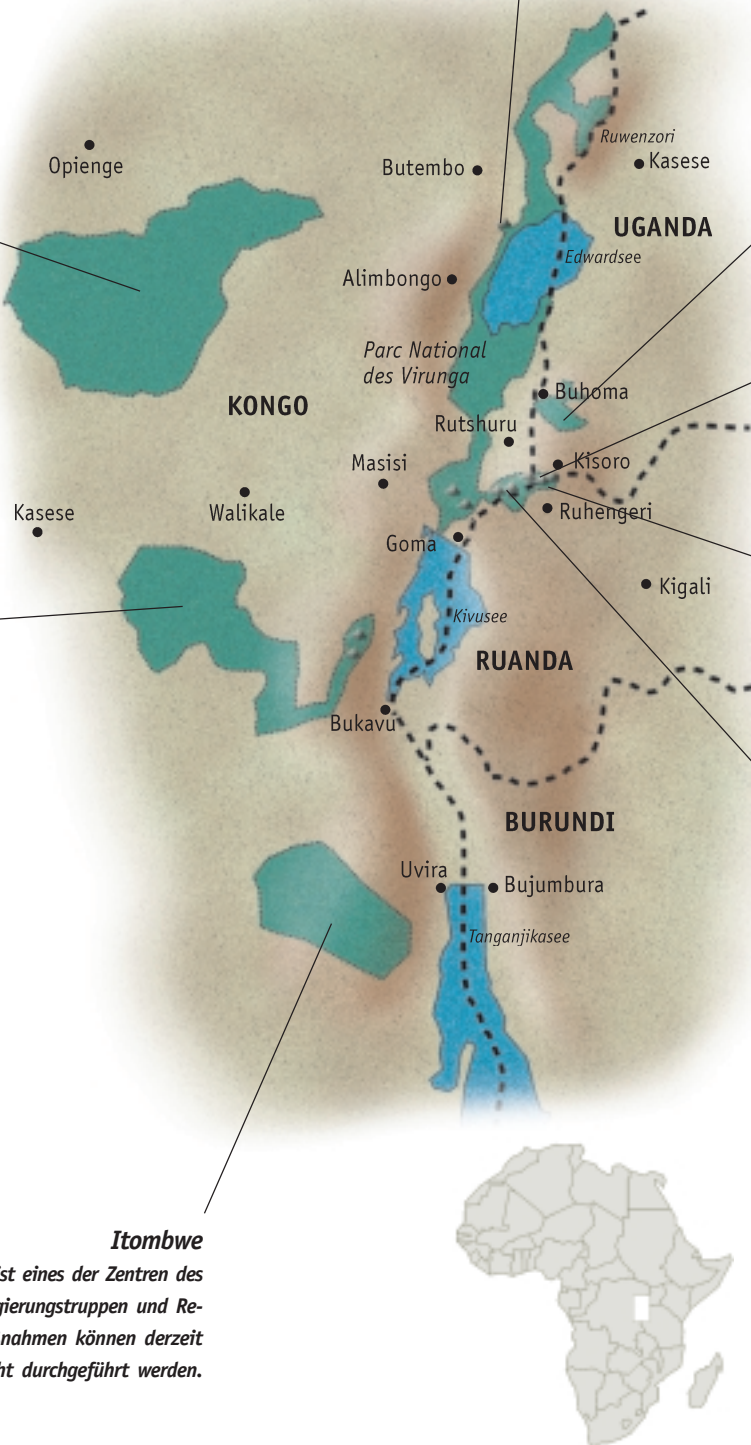 Ruwenzori
Opienge
Butembo
Kasese
UGANDA
Edwardsee
Alimbongo
Parc National
des Virunga
Buhoma
KONGO
Rutshuru
Masisi
Kisoro
Kasese
Walikale
Ruhengeri
Goma
Kigali
Kivusee
RUANDA
Bukavu
BURUNDI
Uvira
Bujumbura
Tanganjikasee
Itombwe
ist eines der Zentren des
gierungstruppen und Re-
nahmen können derzeit
ht durchgeführt werden.